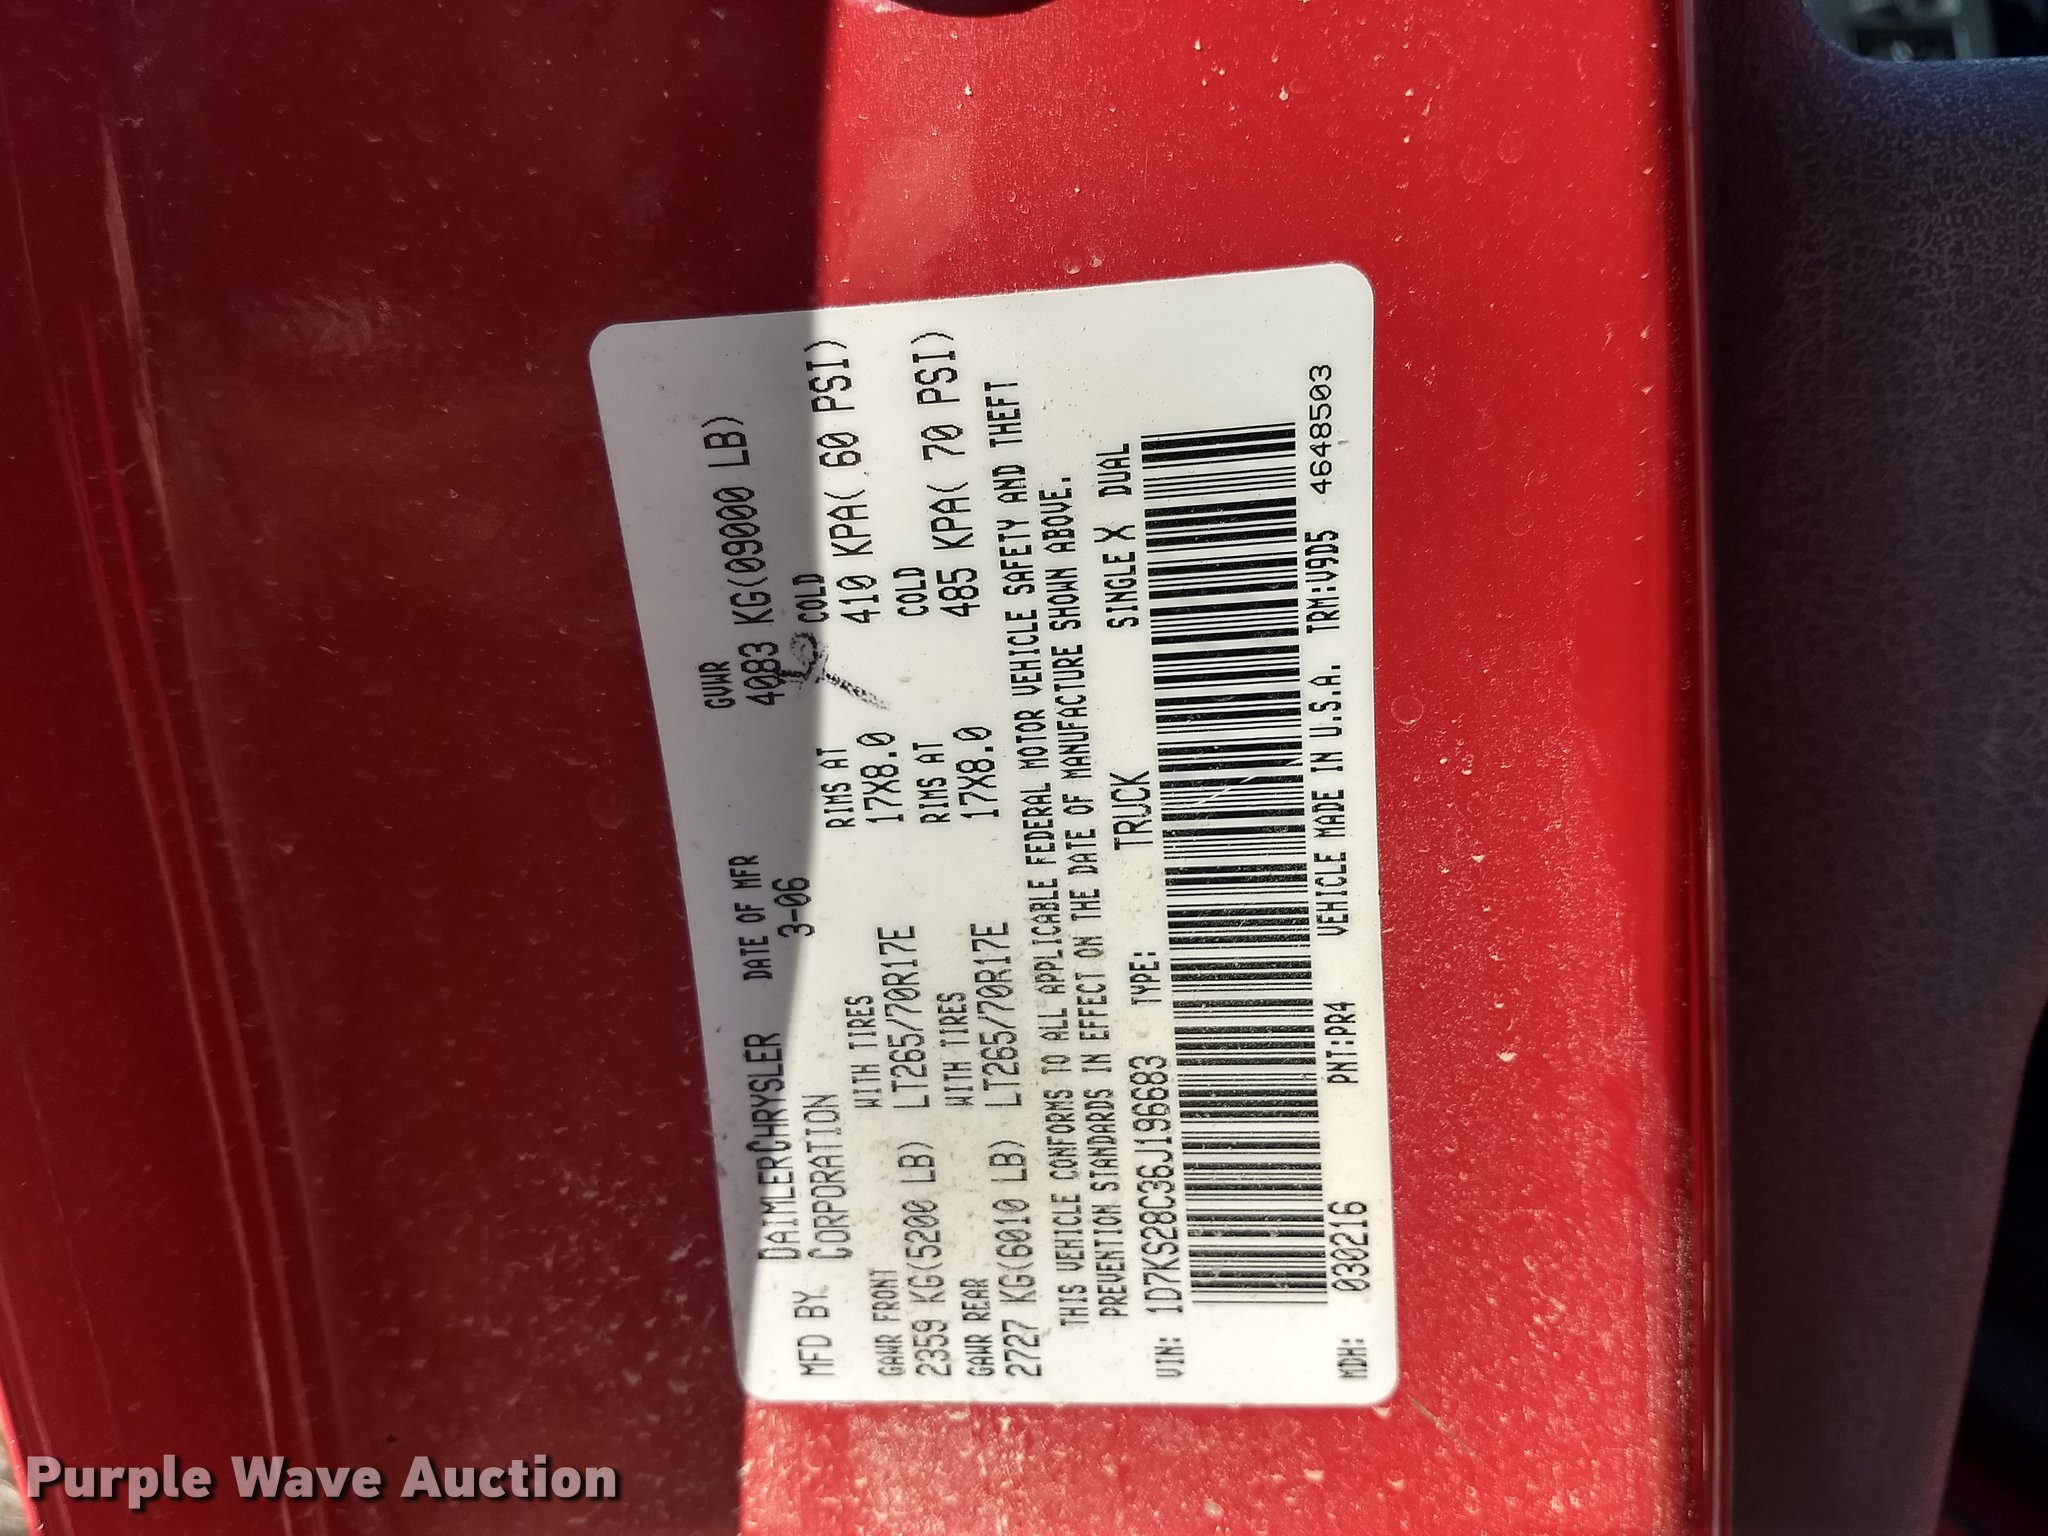 MFD BY DAIMLERCHRYSLER CORPORATION DATE OF MFR 3-06 GVWR 4083 KG(09000 LB)
GAWR FRONT WITH TIRES RIMS AT COLD
2359 KG(5200 LB) LT265/70R17E 17X8.0 410 KPA( 60 PSI)
GAWR REAR WITH TIRES RIMS AT COLD
2727 KG(6010 LB) LT265/70R17E 17X8.0 485 KPA( 70 PSI)
THIS VEHICLE CONFORMS TO ALL APPLICABLE FEDERAL MOTOR VEHICLE SAFETY AND THEFT
PREVENTION STANDARDS IN EFFECT ON THE DATE OF MANUFACTURE SHOWN ABOVE.
VIN: 1D7KS28C36J196683 TYPE: TRUCK SINGLE X DUAL
MDH: 030216 PNT:PR4 VEHICLE MADE IN U.S.A. TRM:V9D5 4648503
Purple Wave Auction